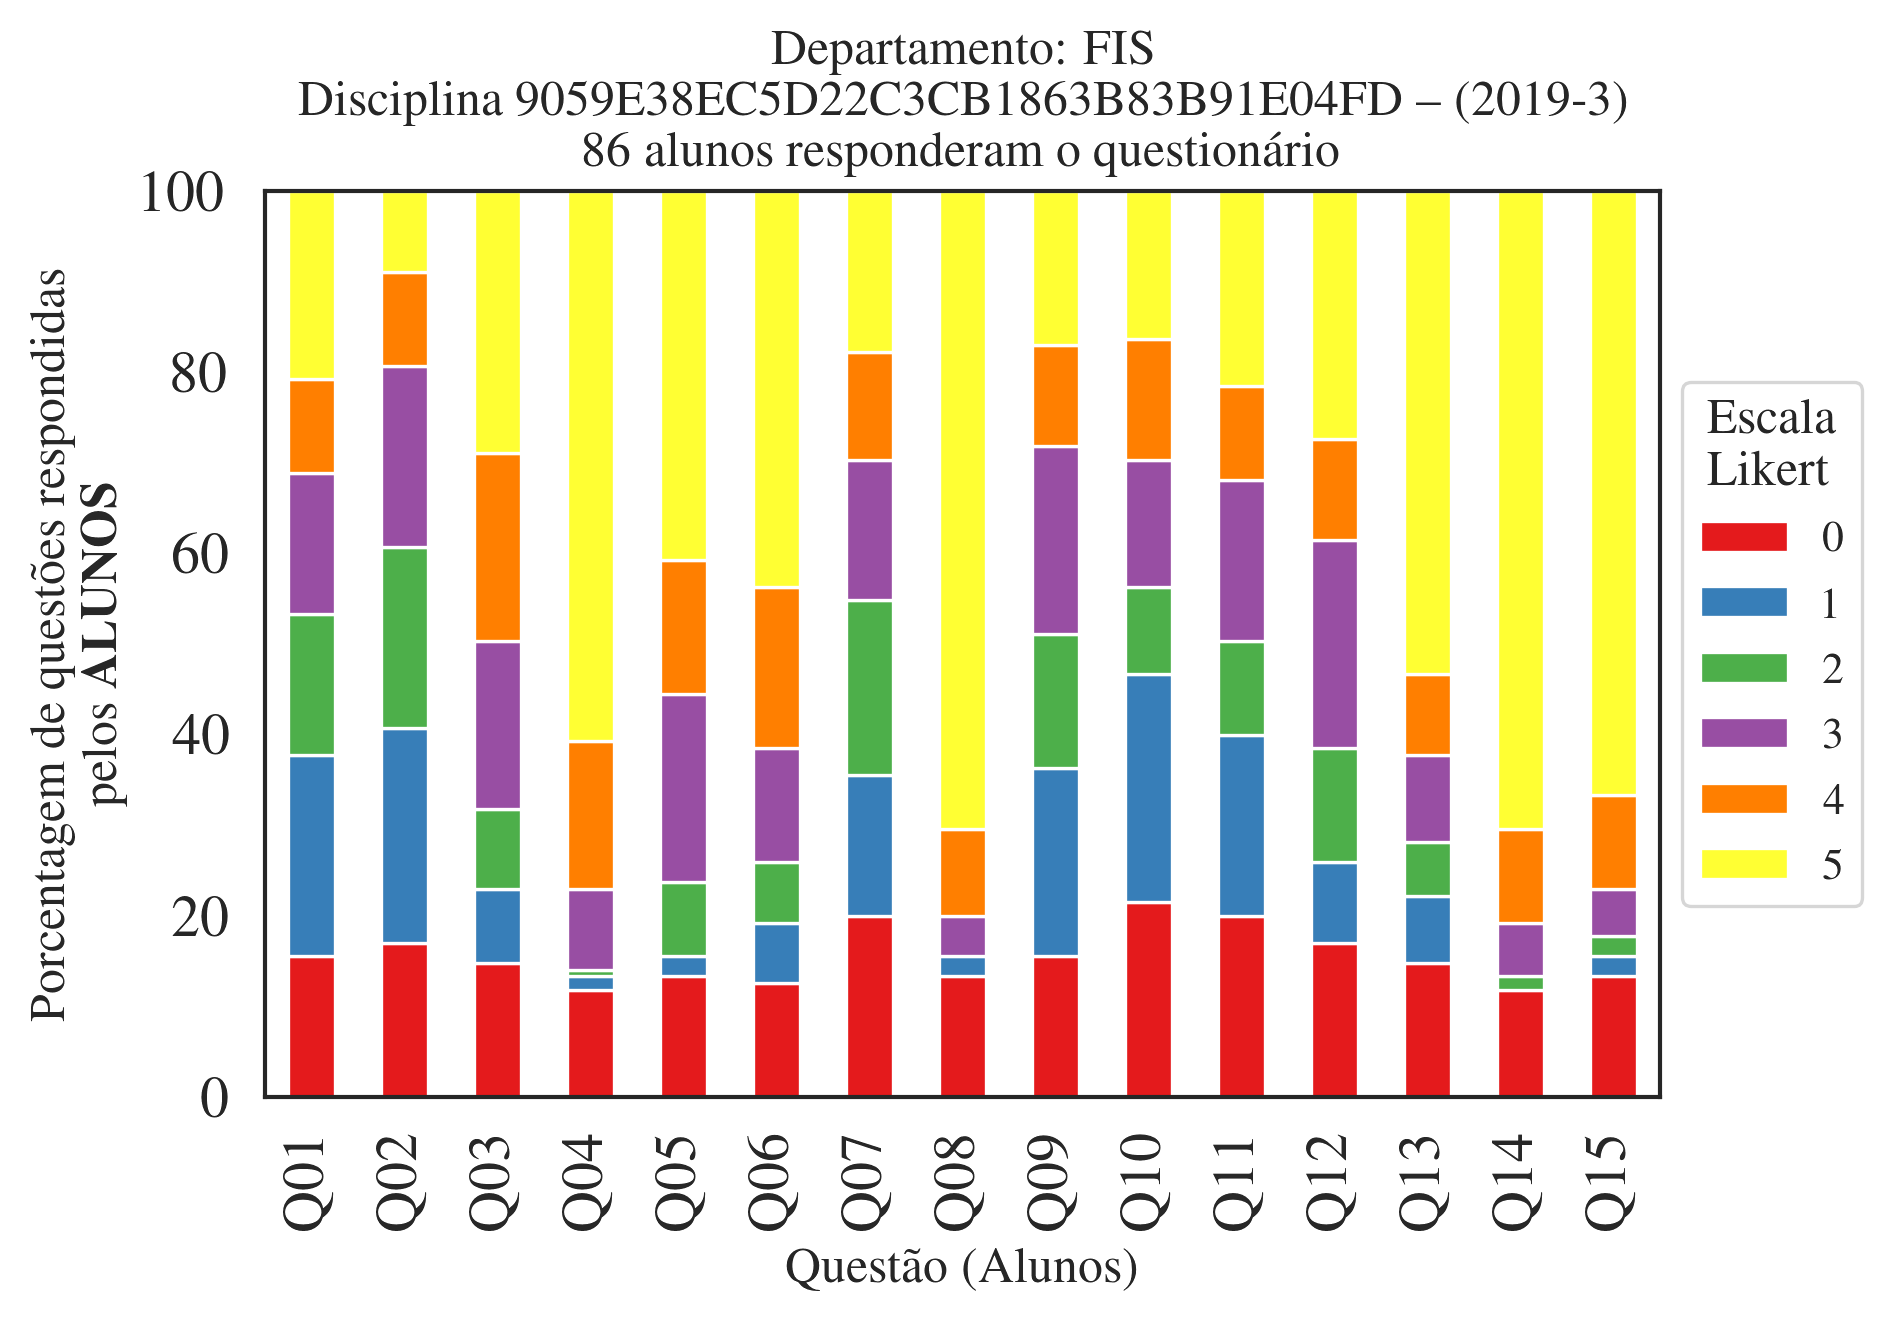 Departamento: FIS
Disciplina 9059E38EC5D22C3CB1863B83B91E04FD – (2019-3)
86 alunos responderam o questionário
Porcentagem de questões respondidas
pelos ALUNOS
100
80
60
40
20
0
Q01
Q02
Q03
Q04
Q05
Q06
Q07
Q08
Q09
Q10
Q11
Q12
Q13
Q14
Q15
Questão (Alunos)
Escala
Likert
0
1
2
3
4
5